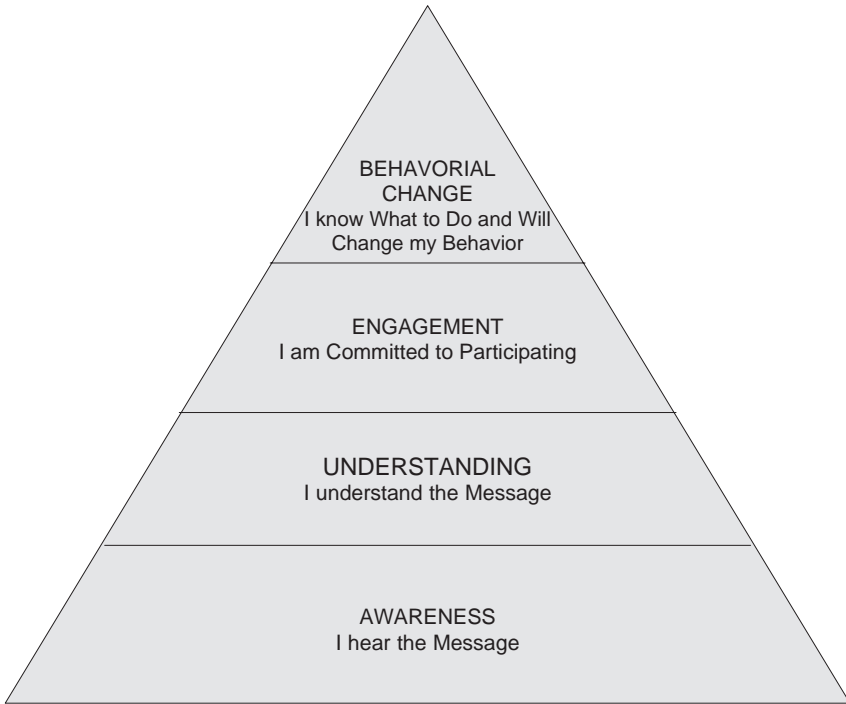 BEHAVORIAL
CHANGE
I know What to Do and Will
Change my Behavior
ENGAGEMENT
I am Committed to Participating
UNDERSTANDING
I understand the Message
AWARENESS
I hear the Message